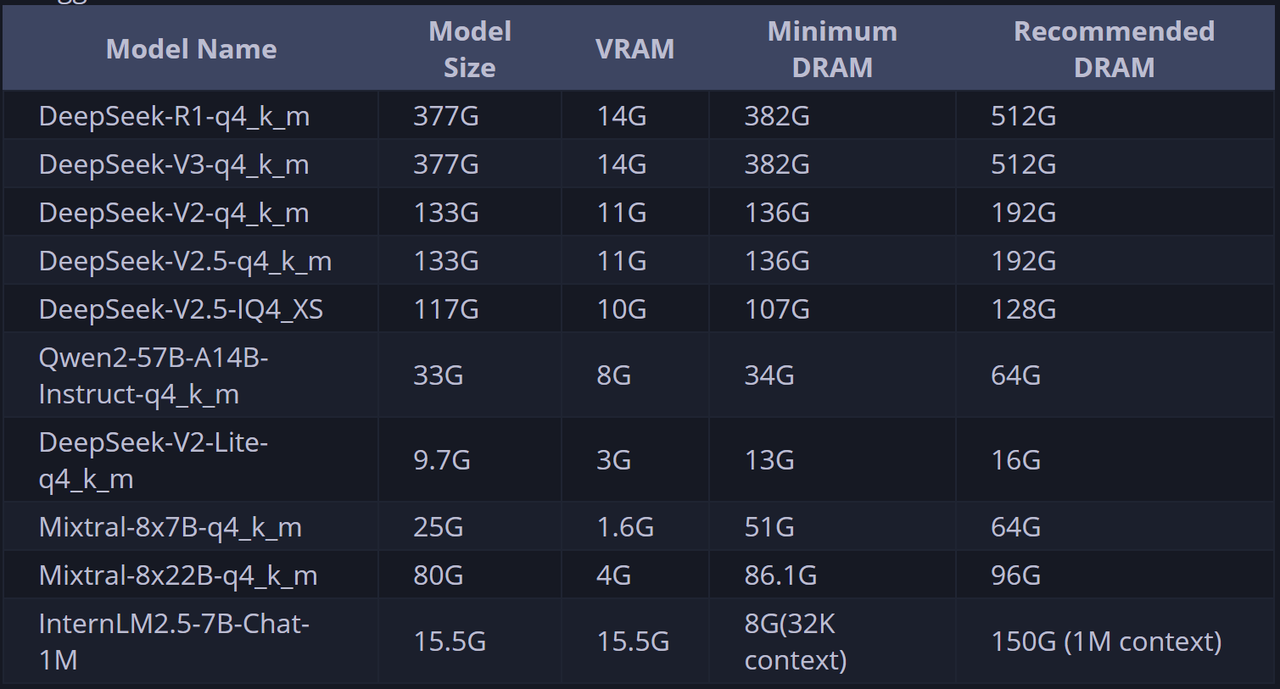 Model Name Model Size VRAM Minimum DRAM Recommended DRAM
DeepSeek-R1-q4_k_m 377G 14G 382G 512G
DeepSeek-V3-q4_k_m 377G 14G 382G 512G
DeepSeek-V2-q4_k_m 133G 11G 136G 192G
DeepSeek-V2.5-q4_k_m 133G 11G 136G 192G
DeepSeek-V2.5-IQ4_XS 117G 10G 107G 128G
Qwen2-57B-A14B-Instruct-q4_k_m 33G 8G 34G 64G
DeepSeek-V2-Lite-q4_k_m 9.7G 3G 13G 16G
Mixtral-8x7B-q4_k_m 25G 1.6G 51G 64G
Mixtral-8x22B-q4_k_m 80G 4G 86.1G 96G
InternLM2.5-7B-Chat-1M 15.5G 15.5G 8G(32K context) 150G (1M context)